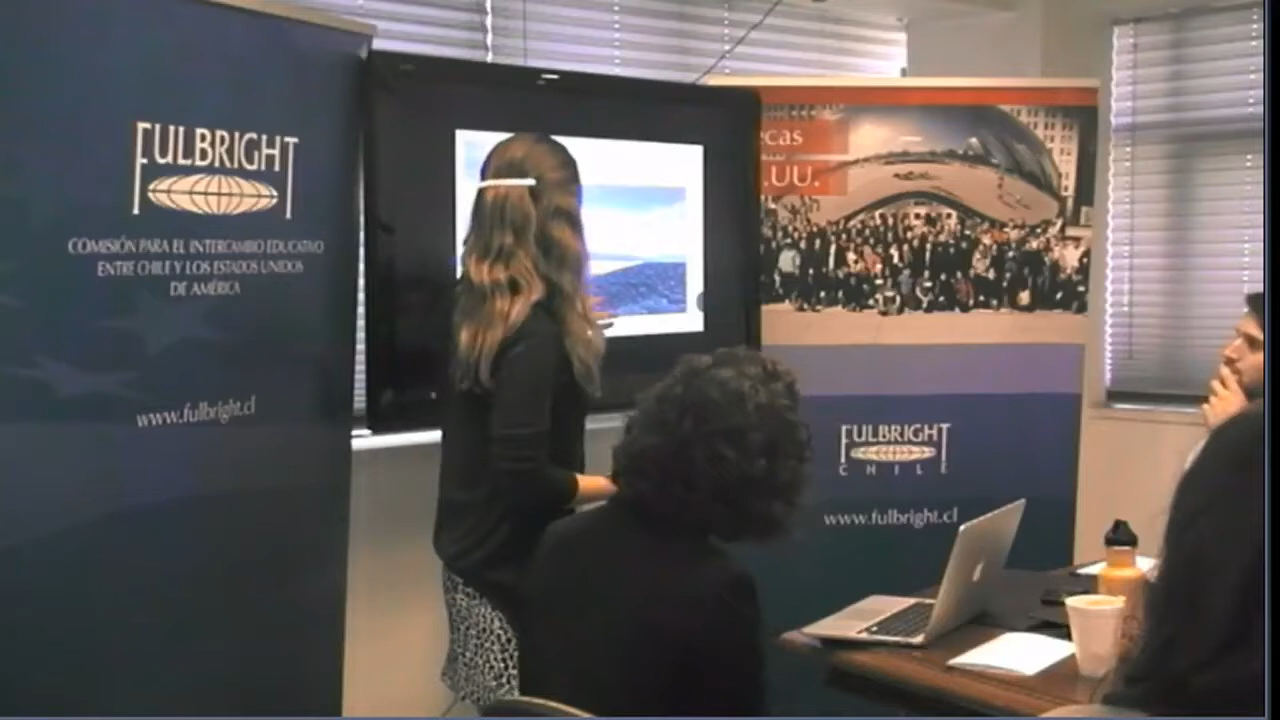 FULBRIGHT
COMISIÓN PARA EL INTERCAMBIO EDUCATIVO
ENTRE CHILE Y LOS ESTADOS UNIDOS
DE AMÉRICA
www.fulbright.cl
ecas
.UU.
FULBRIGHT
CHILE
www.fulbright.cl